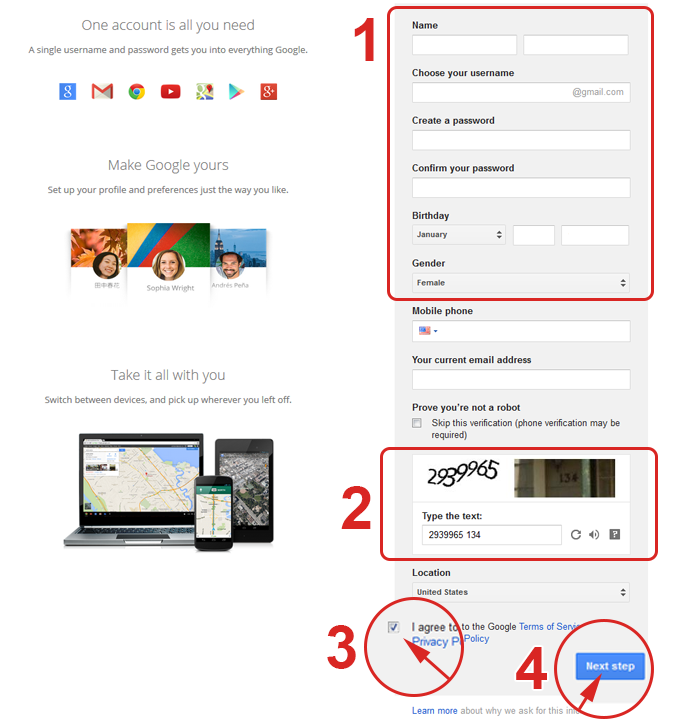 One account is all you need
A single username and password gets you into everything Google.
Make Google yours
Set up your profile and preferences just the way you like.
田中春花
Sophia Wright
Andrés Peña
Take it all with you
Switch between devices, and pick up wherever you left off.
1
Name
Choose your username
@gmail.com
Create a password
Confirm your password
Birthday
January
Gender
Female
Mobile phone
Your current email address
Prove you're not a robot
Skip this verification (phone verification may be
required)
2
2939965
134
Type the text:
2939965 134
?
Location
United States
3
I agree to to the Google Terms of Servic
Privacy P Policy
4
Next step
Learn more about why we ask for this inf